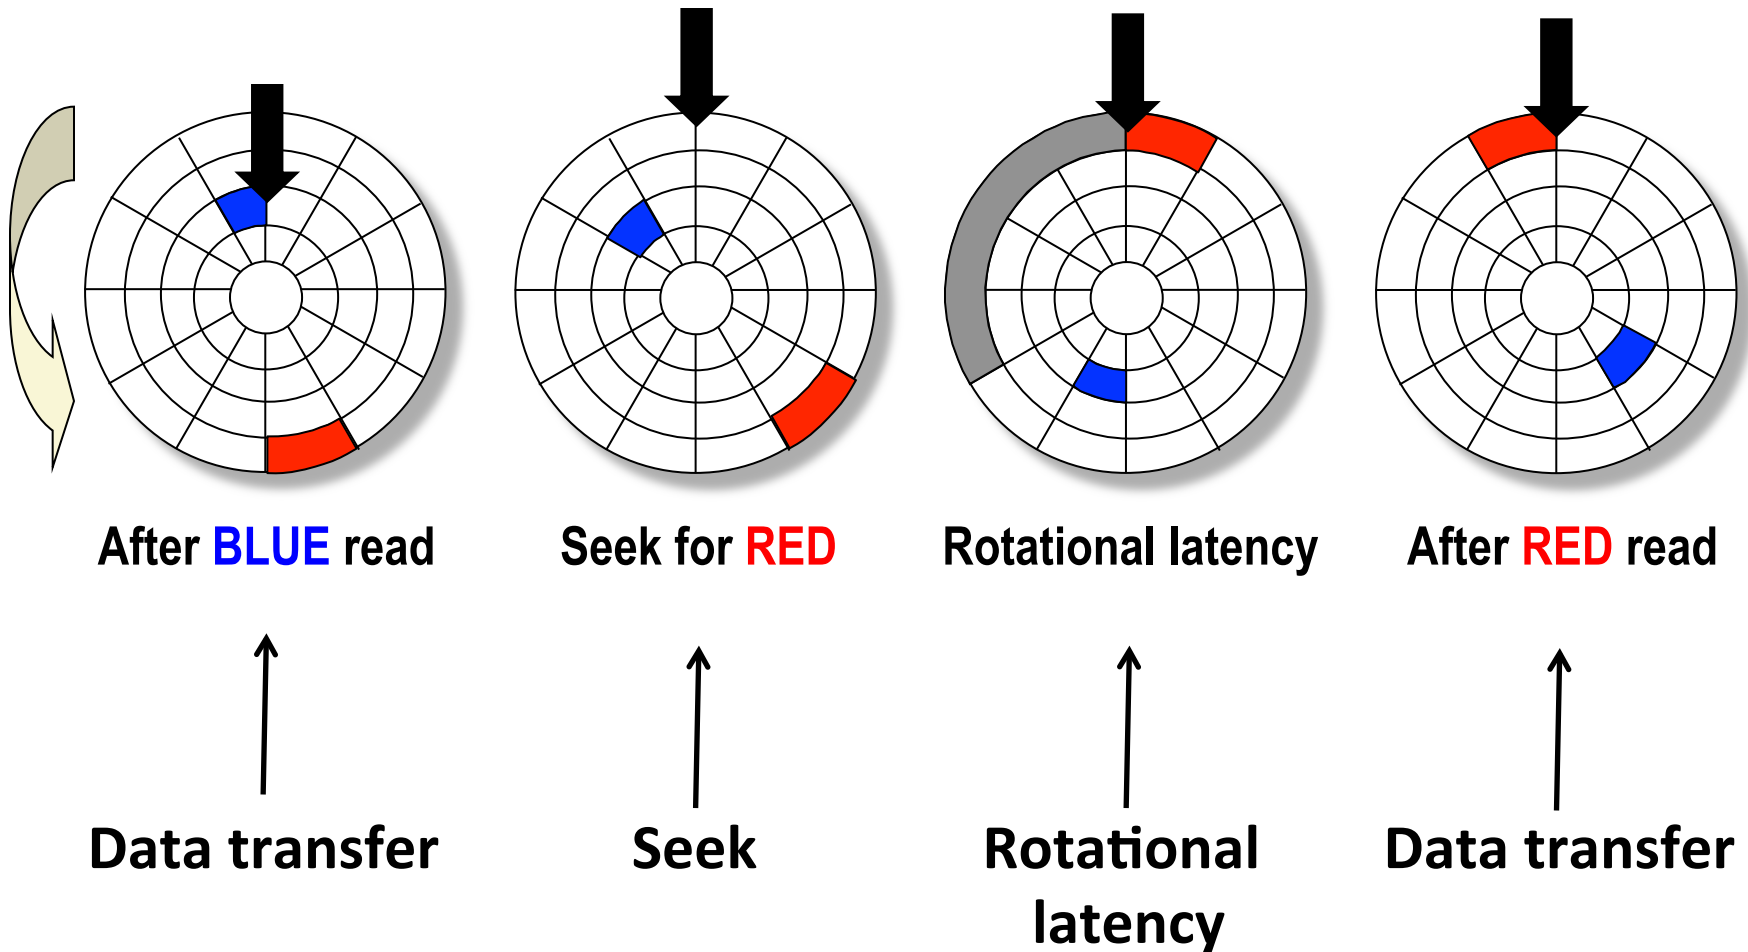 After BLUE read
Seek for RED
Rotational latency
After RED read
Data transfer
Seek
Rotational
latency
Data transfer